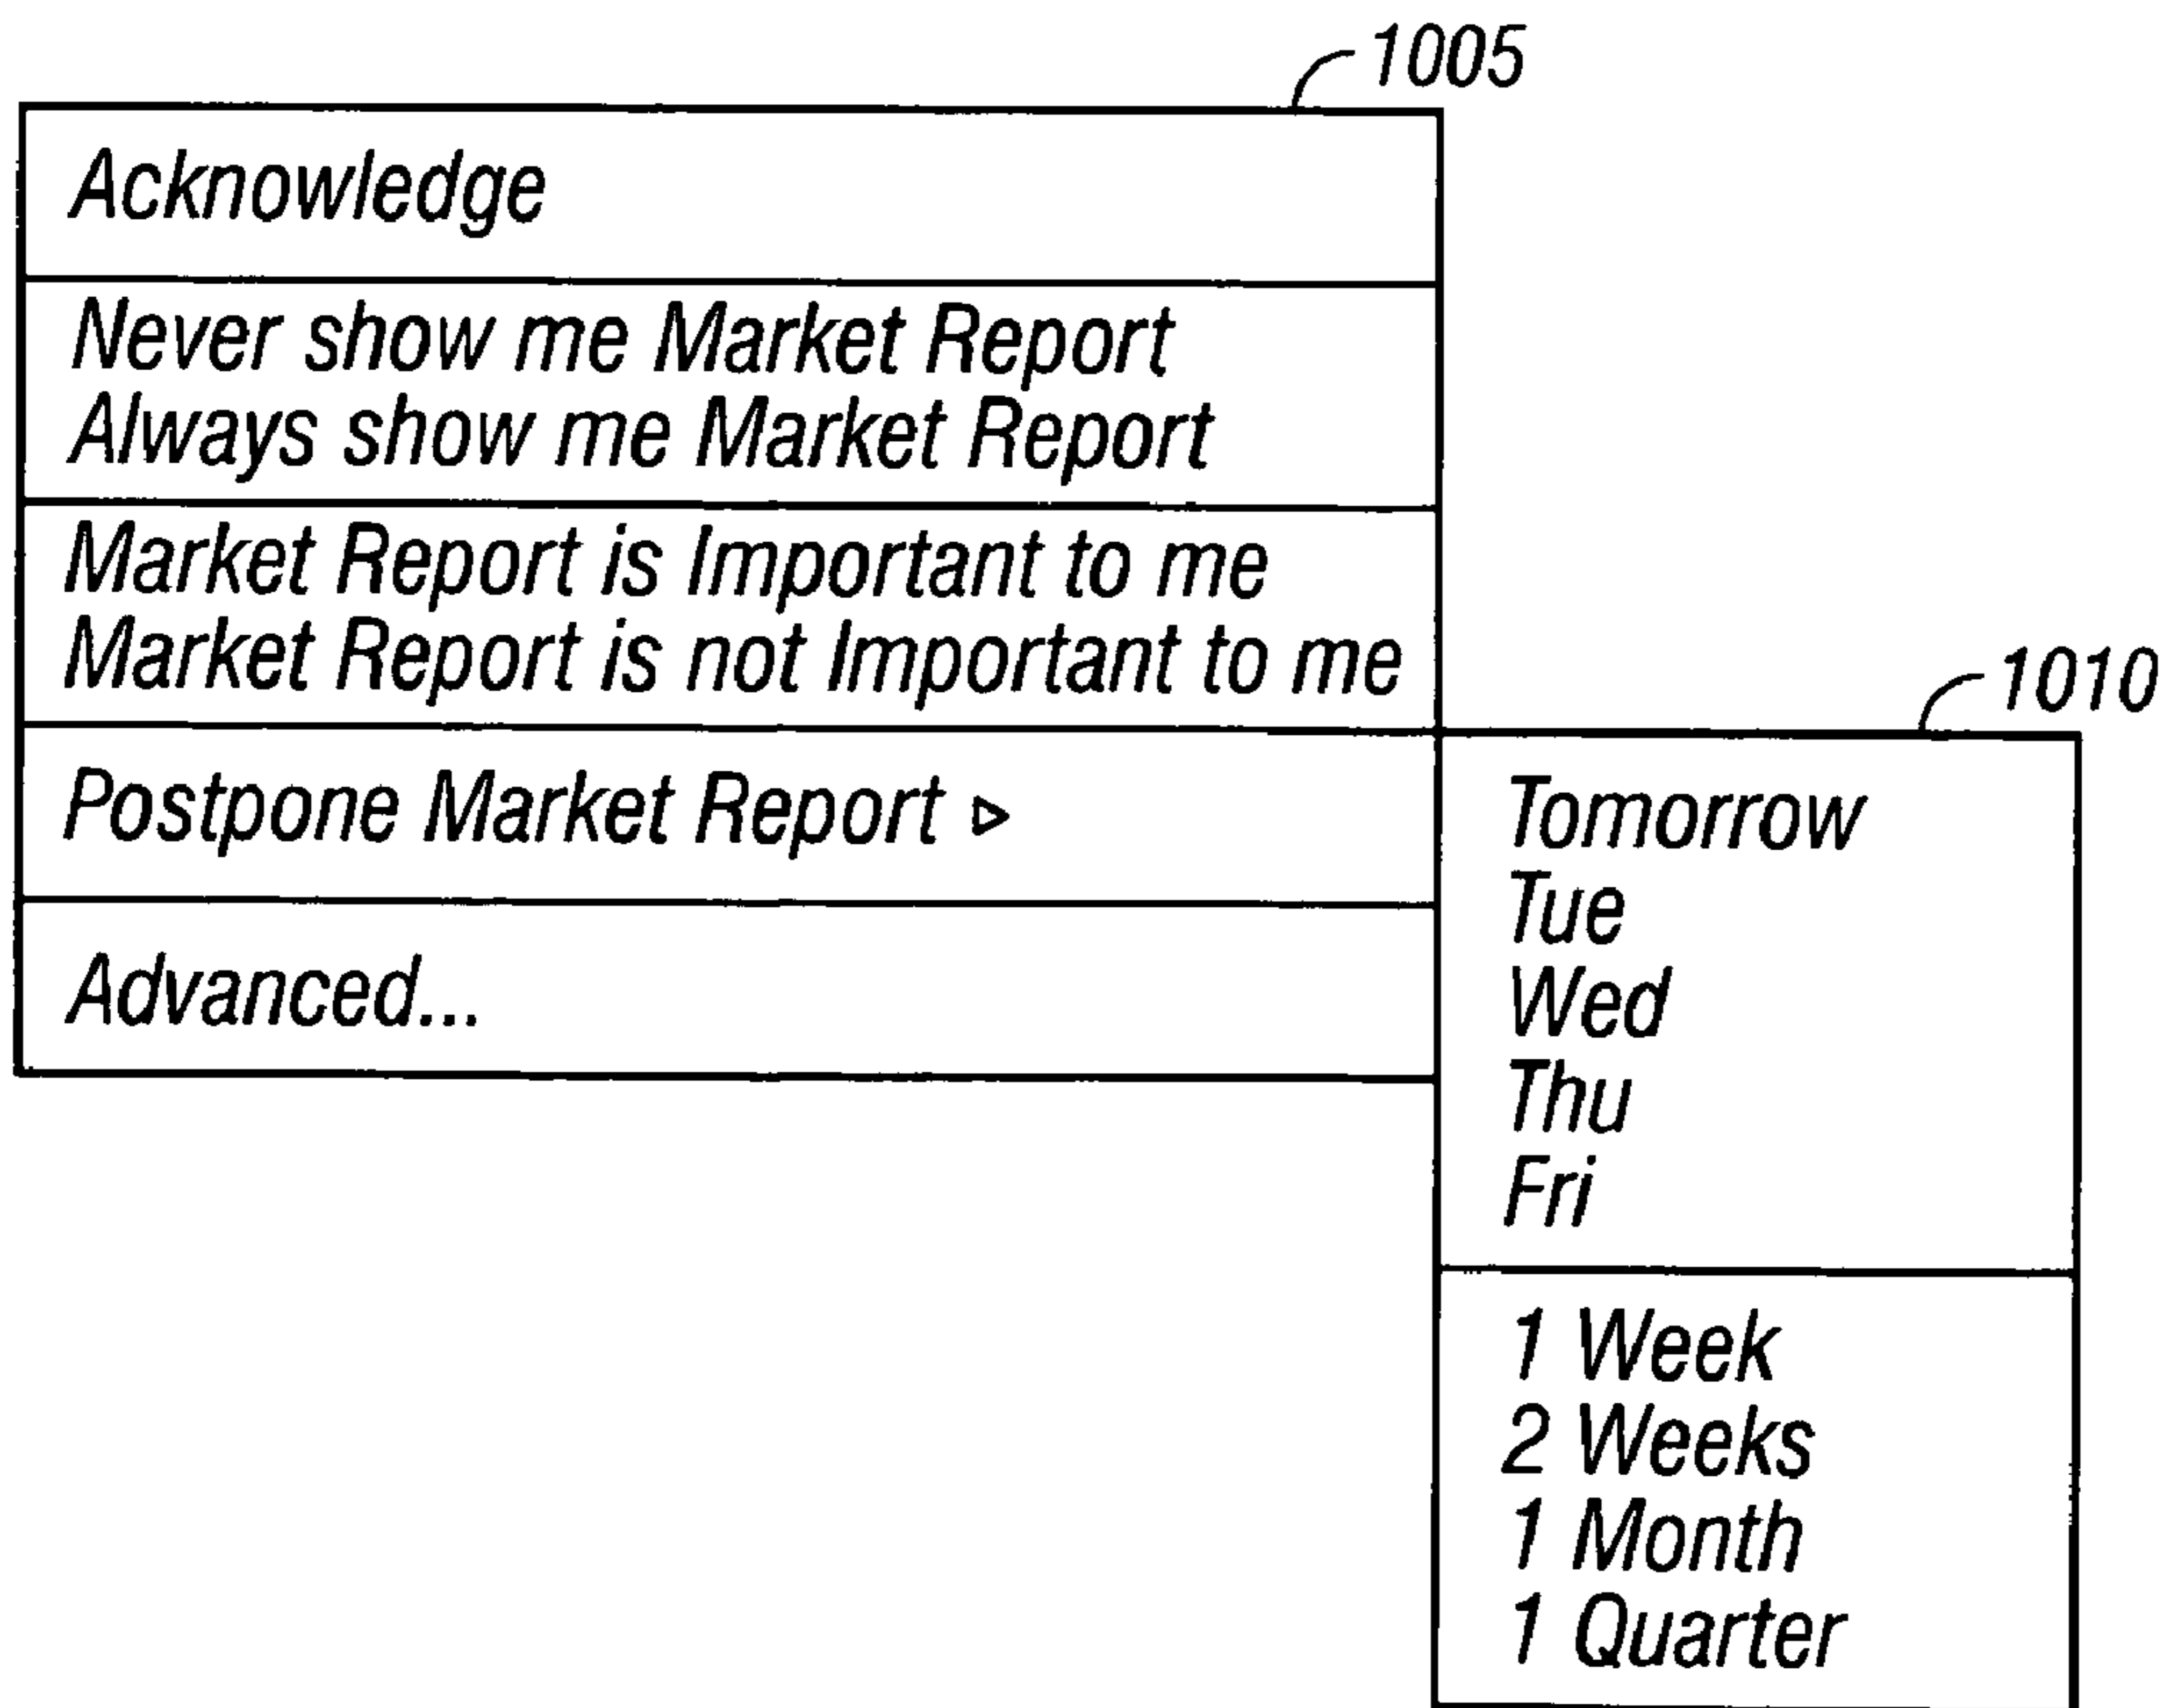 1005
Acknowledge
Never show me Market Report
Always show me Market Report
Market Report is Important to me
Market Report is not Important to me
1010
Postpone Market Report ▹
Tomorrow
Tue
Wed
Thu
Fri
Advanced...
1 Week
2 Weeks
1 Month
1 Quarter